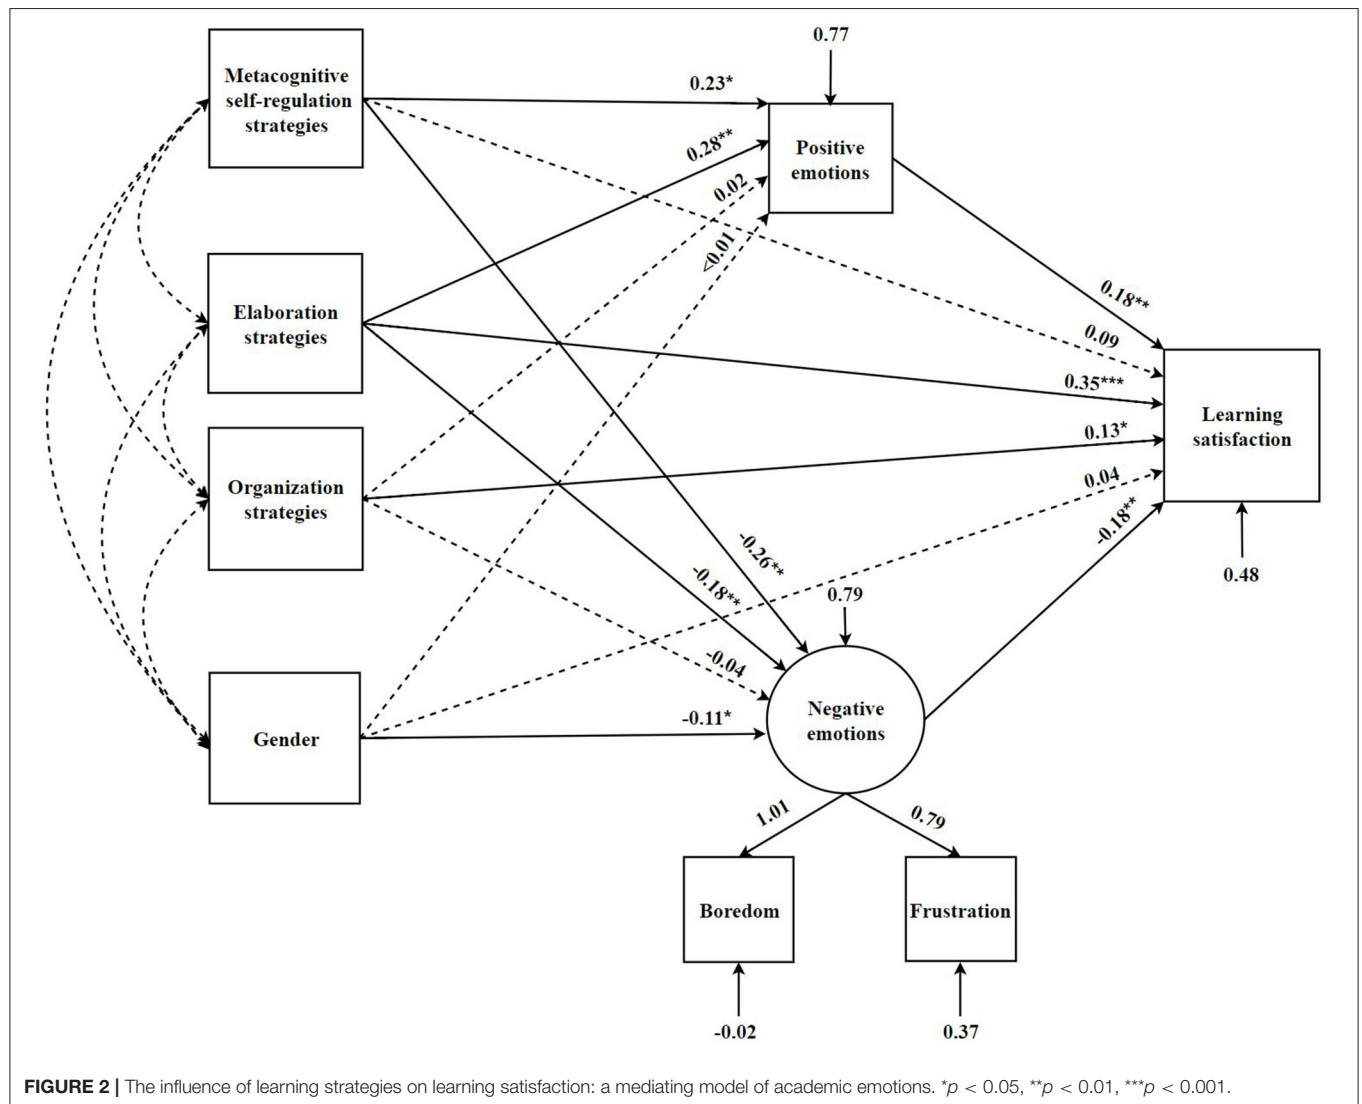 0.77
Metacognitive
self-regulation
strategies
0.23*
Positive
emotions
0.28**
0.02
<0.01
Elaboration
strategies
0.18**
0.09
0.35***
Learning
satisfaction
0.13*
Organization
strategies
0.04
-0.18**
0.48
-0.26**
-0.18**
0.79
-0.04
Negative
emotions
-0.11*
Gender
1.01
0.79
Boredom
Frustration
-0.02
0.37
FIGURE 2 | The influence of learning strategies on learning satisfaction: a mediating model of academic emotions. *p < 0.05, **p < 0.01, ***p < 0.001.